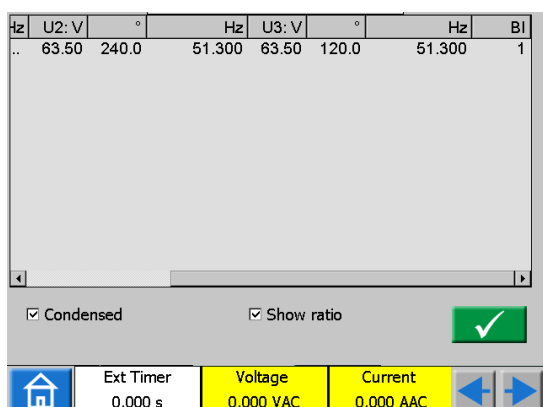 Hz U2: V ° Hz U3: V ° Hz BI
.. 63.50 240.0 51.300 63.50 120.0 51.300 1
Condensed Show ratio
Ext Timer Voltage Current
0.000 s 0.000 VAC 0.000 AAC